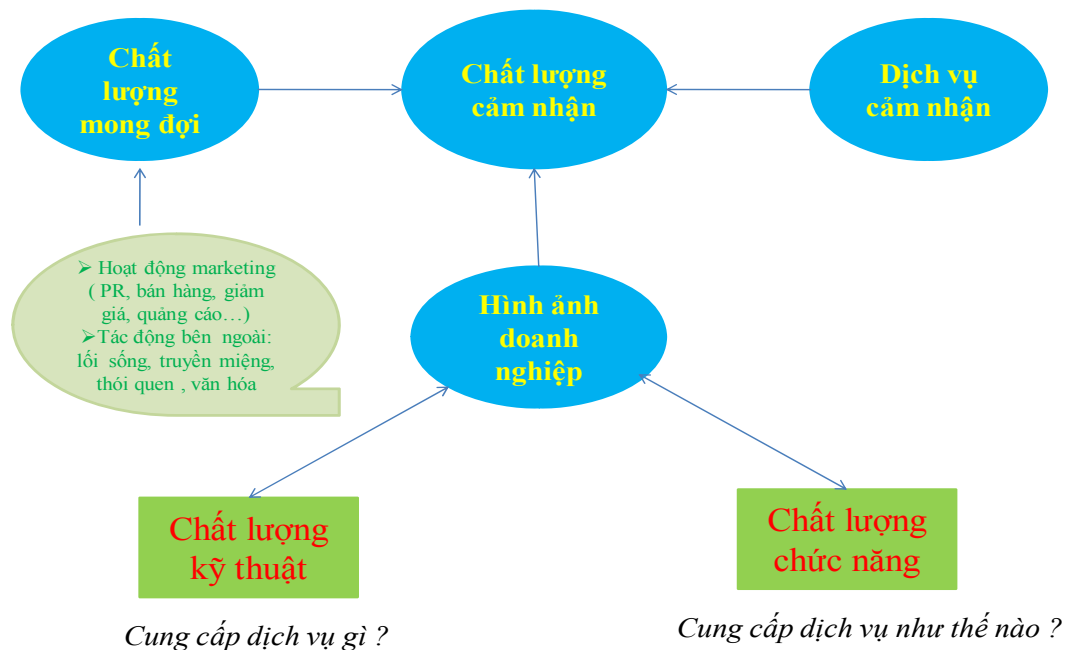 Chất
lượng
mong đợi
Chất lượng
cảm nhận
Dịch vụ
cảm nhận
➢ Hoạt động marketing
( PR, bán hàng, giảm
giá, quảng cáo…)
➢Tác động bên ngoài:
lối sống, truyền miệng,
thói quen , văn hóa
Hình ảnh
doanh
nghiệp
Chất lượng
kỹ thuật
Chất lượng
chức năng
Cung cấp dịch vụ gì ?
Cung cấp dịch vụ như thế nào ?